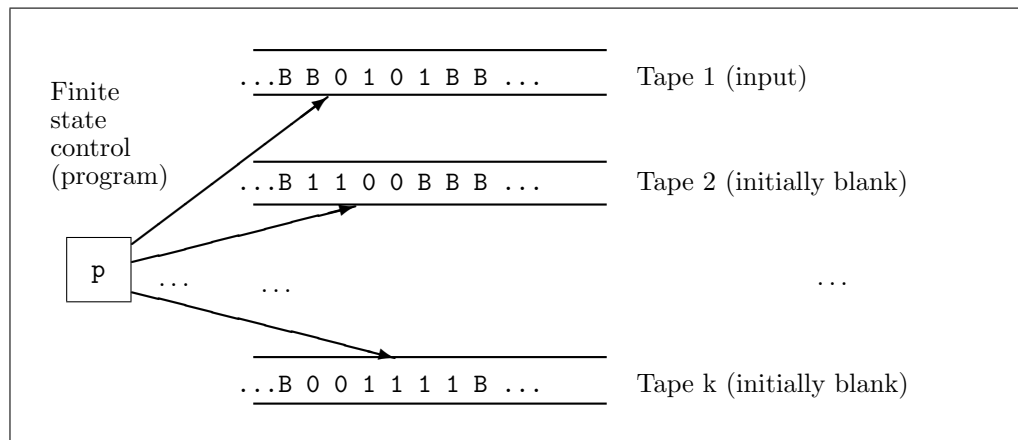 ...B B 0 1 0 1 B B ... Tape 1 (input)
Finite
state
control
(program)
...B 1 1 0 0 B B B ... Tape 2 (initially blank)
p
... ... ...
...B 0 0 1 1 1 1 B ... Tape k (initially blank)